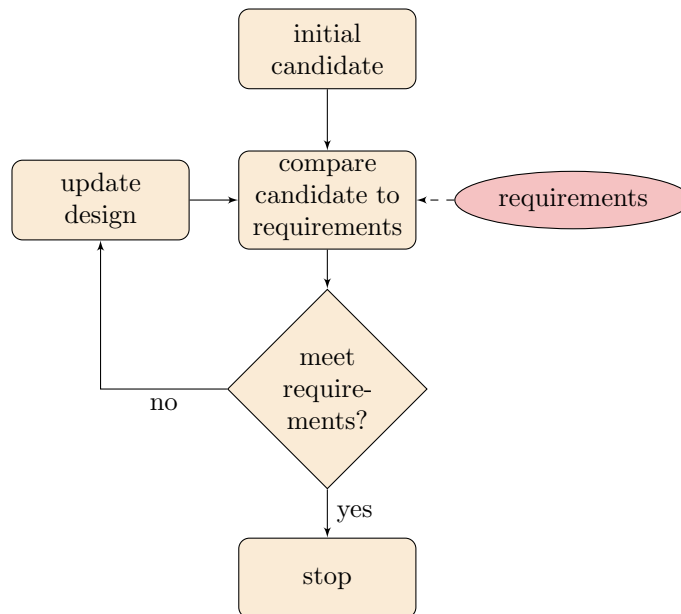 initial
candidate
update
design
compare
candidate to
requirements
requirements
meet
require-
ments?
no
yes
stop